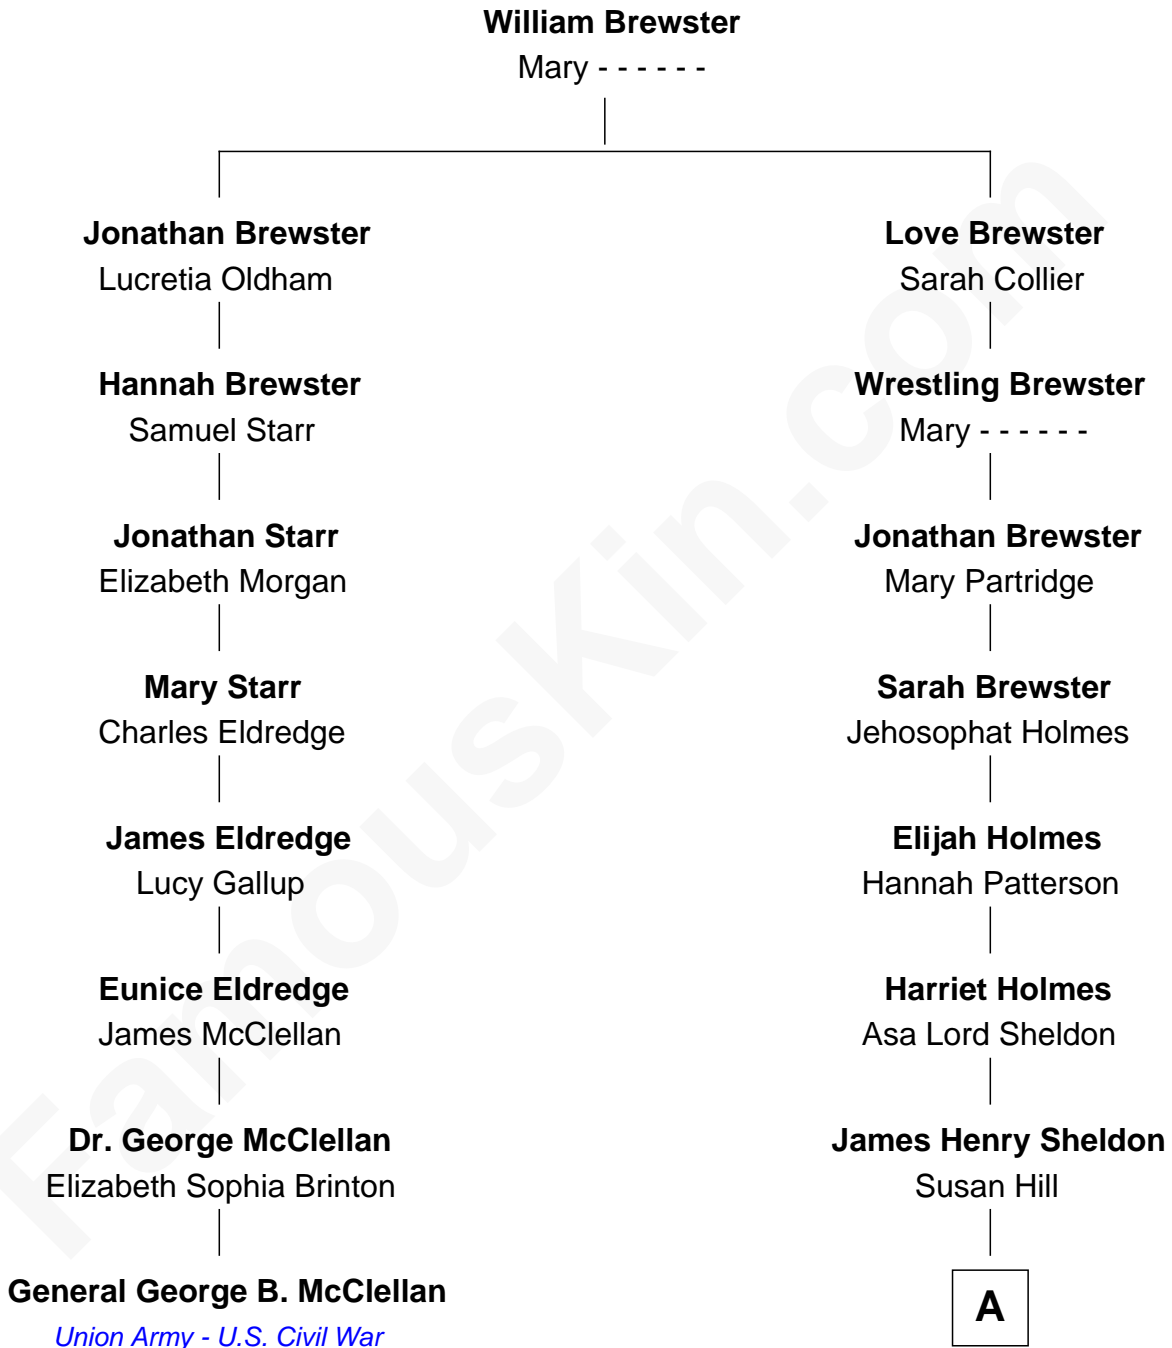 William Brewster
Mary - - - - - -
Jonathan Brewster
Lucretia Oldham
Love Brewster
Sarah Collier
Hannah Brewster
Samuel Starr
Wrestling Brewster
Mary - - - - - -
Jonathan Starr
Elizabeth Morgan
Jonathan Brewster
Mary Partridge
Mary Starr
Charles Eldredge
Sarah Brewster
Jehosophat Holmes
James Eldredge
Lucy Gallup
Elijah Holmes
Hannah Patterson
Eunice Eldredge
James McClellan
Harriet Holmes
Asa Lord Sheldon
Dr. George McClellan
Elizabeth Sophia Brinton
James Henry Sheldon
Susan Hill
General George B. McClellan
Union Army - U.S. Civil War
A
FamousKin.com